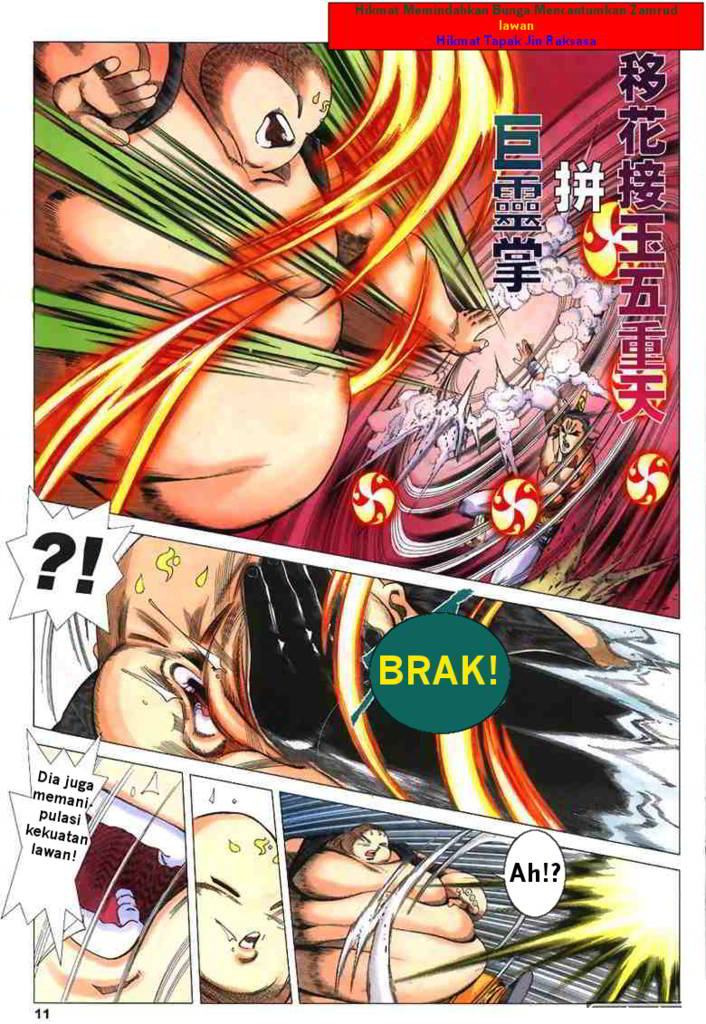 Hikmat Memindahkan Bunga Mencantumkan Zamrud
lawan
Hikmat Tapak Jin Raksasa
移花接玉五重天
拼
巨靈掌
?!
BRAK!
Dia juga
memani-
pulasi
kekuatan
lawan!
Ah!?
11